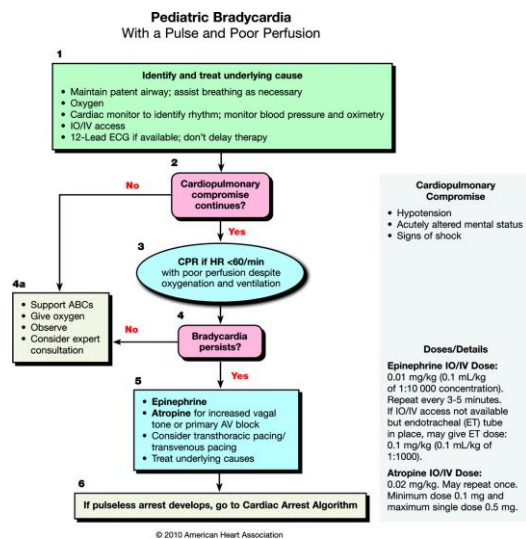 Pediatric Bradycardia
With a Pulse and Poor Perfusion
1
Identify and treat underlying cause
• Maintain patent airway; assist breathing as necessary
• Oxygen
• Cardiac monitor to identify rhythm; monitor blood pressure and oximetry
• IO/IV access
• 12-Lead ECG if available; don't delay therapy
2
No
Cardiopulmonary
compromise
continues?
Yes
3
CPR if HR <60/min
with poor perfusion despite
oxygenation and ventilation
4a
• Support ABCs
• Give oxygen
• Observe
• Consider expert
consultation
4
No
Bradycardia
persists?
Yes
5
• Epinephrine
• Atropine for increased vagal
tone or primary AV block
• Consider transthoracic pacing/
transvenous pacing
• Treat underlying causes
6
If pulseless arrest develops, go to Cardiac Arrest Algorithm
Cardiopulmonary
Compromise
• Hypotension
• Acutely altered mental status
• Signs of shock
Doses/Details
Epinephrine IO/IV Dose:
0.01 mg/kg (0.1 mL/kg
of 1:10 000 concentration).
Repeat every 3-5 minutes.
If IO/IV access not available
but endotracheal (ET) tube
in place, may give ET dose:
0.1 mg/kg (0.1 mL/kg of
1:1000).
Atropine IO/IV Dose:
0.02 mg/kg. May repeat once.
Minimum dose 0.1 mg and
maximum single dose 0.5 mg.
© 2010 American Heart Association